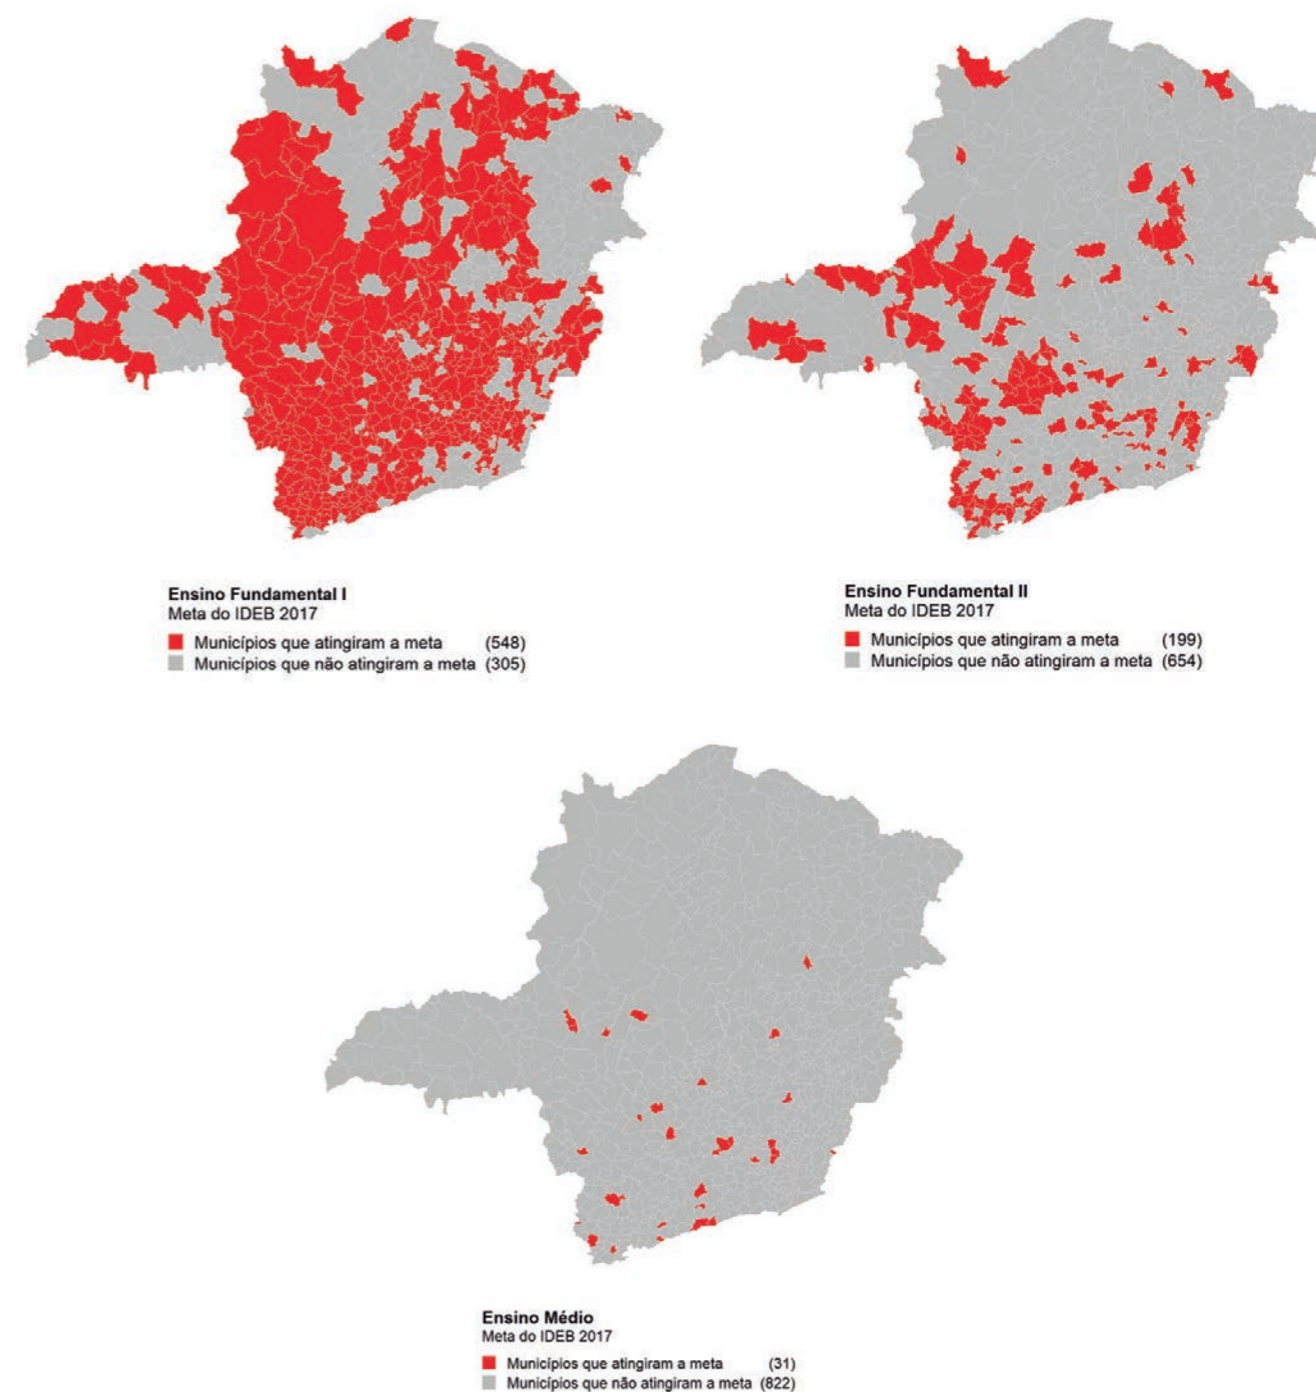 Ensino Fundamental I
Meta do IDEB 2017
Municípios que atingiram a meta (548)
Municípios que não atingiram a meta (305)
Ensino Fundamental II
Meta do IDEB 2017
Municípios que atingiram a meta (199)
Municípios que não atingiram a meta (654)
Ensino Médio
Meta do IDEB 2017
Municípios que atingiram a meta (31)
Municípios que não atingiram a meta (822)